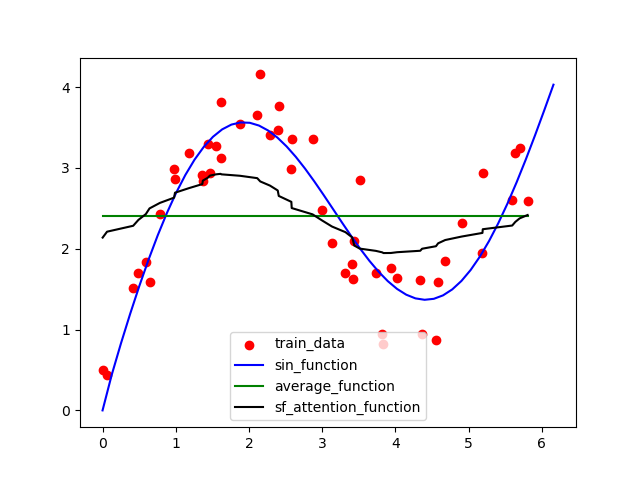 4
3
2
1
0
train_data
sin_function
average_function
sf_attention_function
0 1 2 3 4 5 6